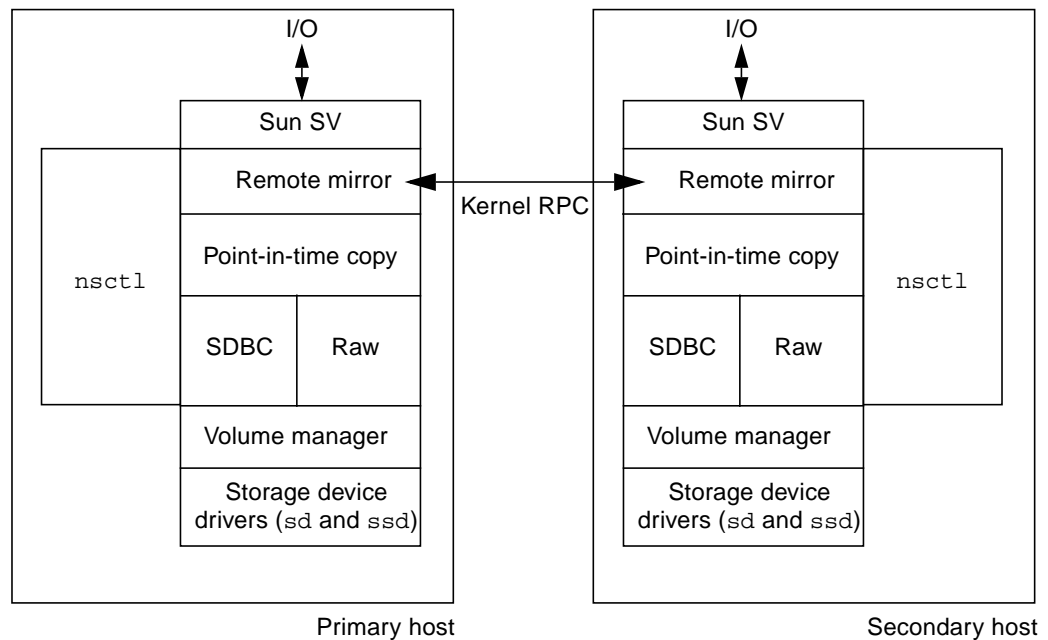 I/O
Sun SV
Remote mirror
Point-in-time copy
nsctl
SDBC
Raw
Volume manager
Storage device
drivers (sd and ssd)
Primary host
Kernel RPC
I/O
Sun SV
Remote mirror
Point-in-time copy
nsctl
SDBC
Raw
Volume manager
Storage device
drivers (sd and ssd)
Secondary host